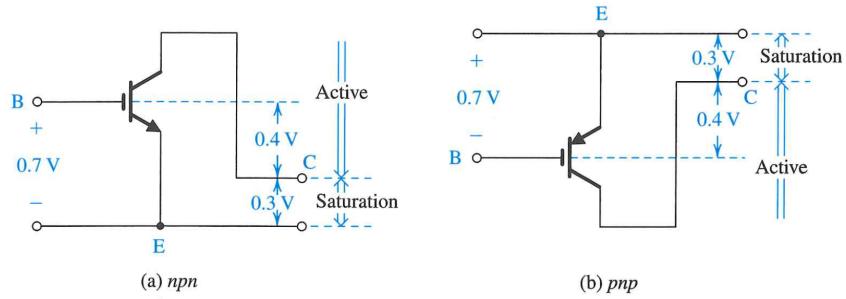 B
+
0.7 V
−
E
0.4 V
0.3 V
C
Active
Saturation
(a) npn
E
+
0.7 V
−
B
0.3 V
C
0.4 V
Saturation
Active
(b) pnp